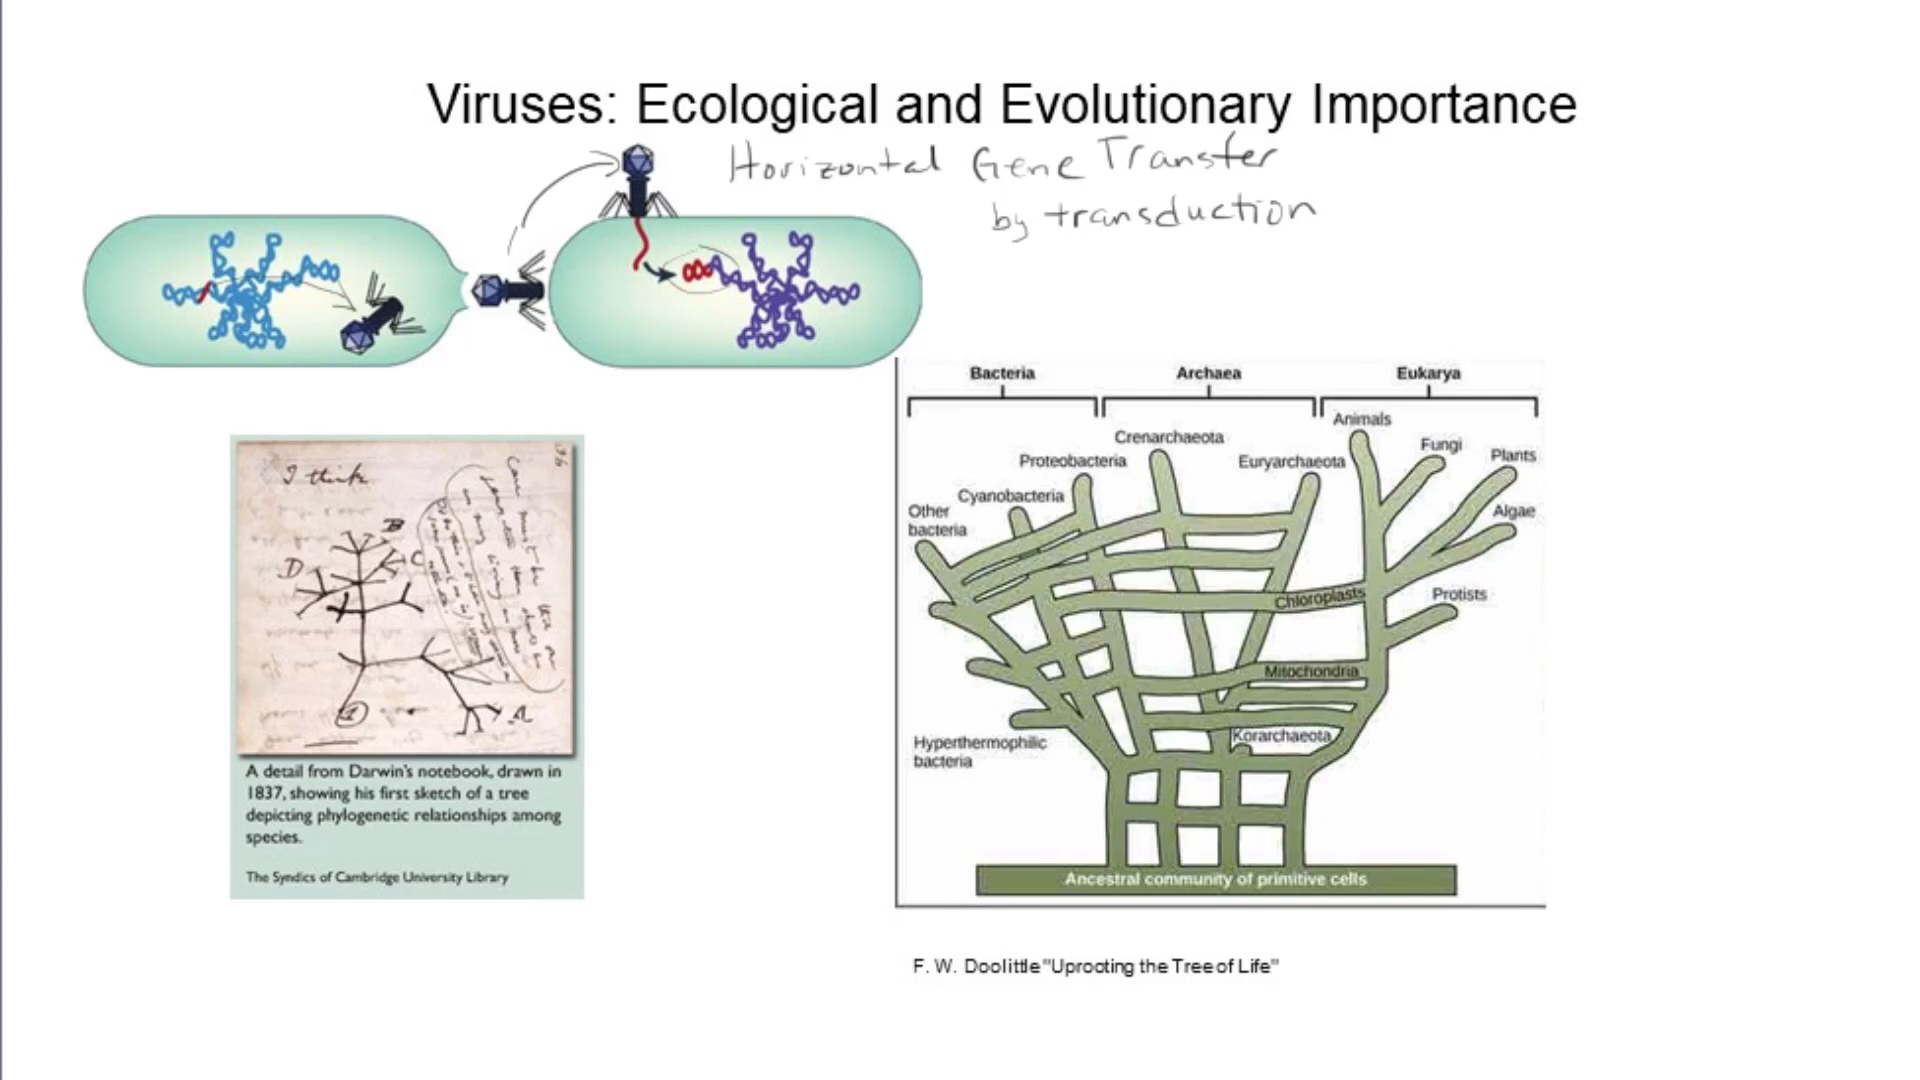 Viruses: Ecological and Evolutionary Importance
Horizontal Gene Transfer
by transduction
I think
B
D
C
A
1
36
A detail from Darwin's notebook, drawn in
1837, showing his first sketch of a tree
depicting phylogenetic relationships among
species.
The Syndics of Cambridge University Library
Bacteria
Archaea
Eukarya
Animals
Crenarchaeota
Fungi
Proteobacteria
Euryarchaeota
Plants
Cyanobacteria
Other
bacteria
Algae
Chloroplasts
Protists
Mitochondria
Korarchaeota
Hyperthermophilic
bacteria
Ancestral community of primitive cells
F. W. Doolittle "Uprooting the Tree of Life"